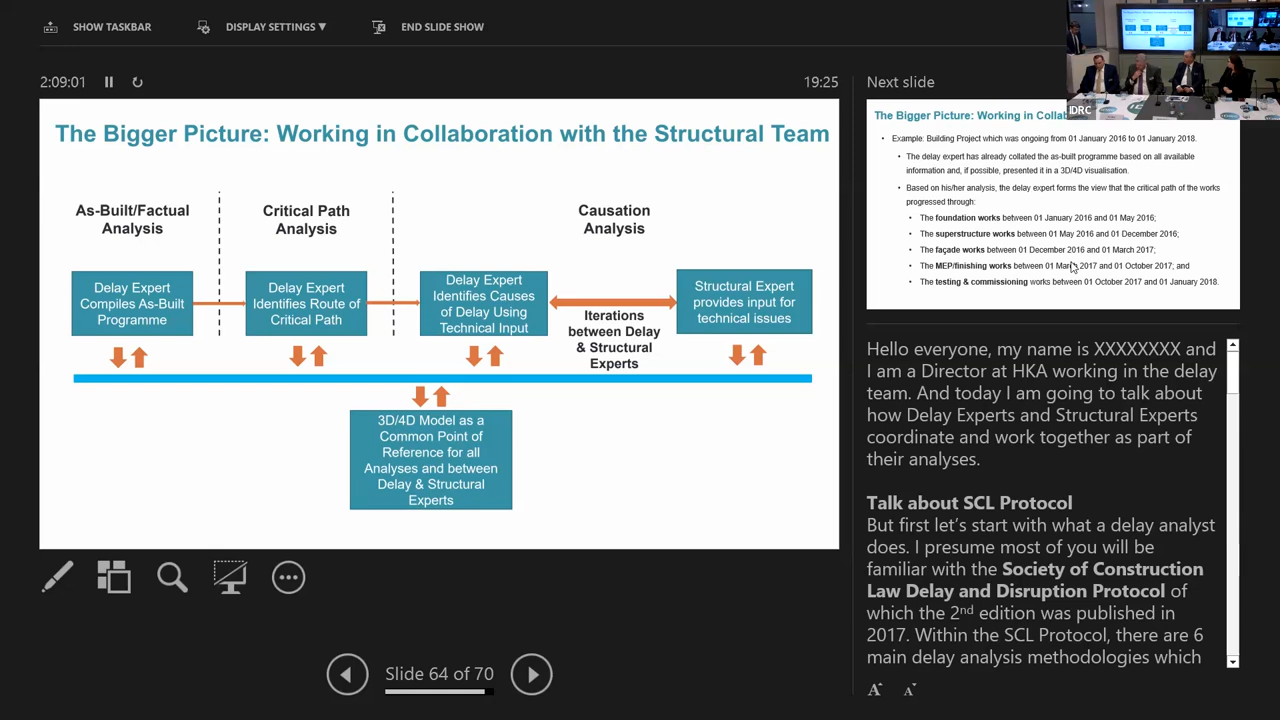 SHOW TASKBAR
DISPLAY SETTINGS ▼
END SLIDE SHOW
2:09:01
19:25
The Bigger Picture: Working in Collaboration with the Structural Team
As-Built/Factual
Analysis
Critical Path
Analysis
Causation
Analysis
Delay Expert
Compiles As-Built
Programme
Delay Expert
Identifies Route of
Critical Path
Delay Expert
Identifies Causes
of Delay Using
Technical Input
Iterations
between Delay
& Structural
Experts
Structural Expert
provides input for
technical issues
3D/4D Model as a
Common Point of
Reference for all
Analyses and between
Delay & Structural
Experts
Slide 64 of 70
Next slide
IDRC
The Bigger Picture: Working in Collab
• Example: Building Project which was ongoing from 01 January 2016 to 01 January 2018.
• The delay expert has already collated the as-built programme based on all available
information and, if possible, presented it in a 3D/4D visualisation.
• Based on his/her analysis, the delay expert forms the view that the critical path of the works
progressed through:
• The foundation works between 01 January 2016 and 01 May 2016;
• The superstructure works between 01 May 2016 and 01 December 2016;
• The façade works between 01 December 2016 and 01 March 2017;
• The MEP/finishing works between 01 March 2017 and 01 October 2017; and
• The testing & commissioning works between 01 October 2017 and 01 January 2018.
Hello everyone, my name is XXXXXXXX and
I am a Director at HKA working in the delay
team. And today I am going to talk about
how Delay Experts and Structural Experts
coordinate and work together as part of
their analyses.
Talk about SCL Protocol
But first let's start with what a delay analyst
does. I presume most of you will be
familiar with the Society of Construction
Law Delay and Disruption Protocol of
which the 2nd edition was published in
2017. Within the SCL Protocol, there are 6
main delay analysis methodologies which
A A